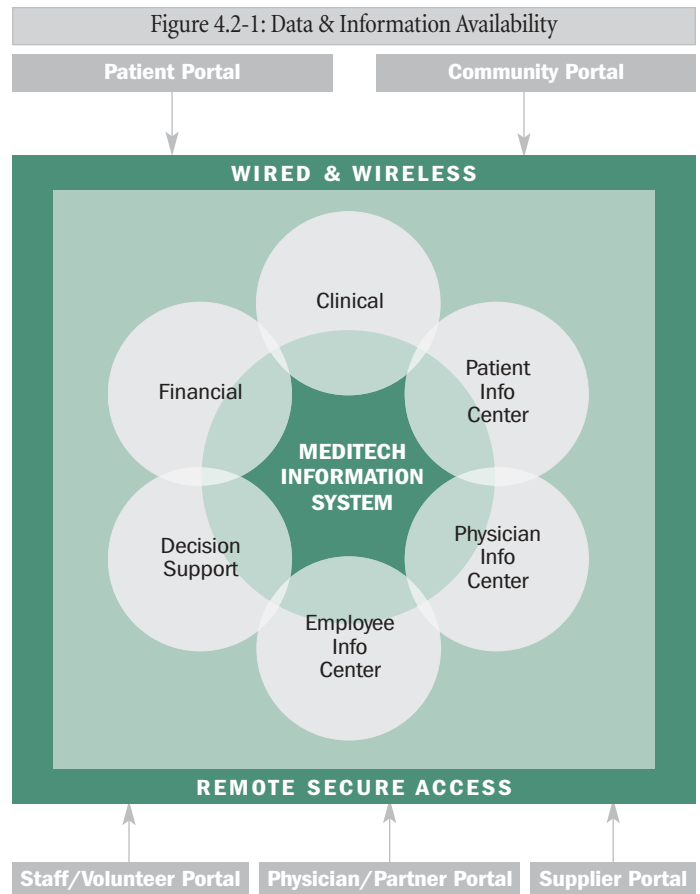 Figure 4.2-1: Data & Information Availability
Patient Portal
Community Portal
WIRED & WIRELESS
Clinical
Financial
Patient
Info
Center
MEDITECH
INFORMATION
SYSTEM
Decision
Support
Physician
Info
Center
Employee
Info
Center
REMOTE SECURE ACCESS
Staff/Volunteer Portal
Physician/Partner Portal
Supplier Portal